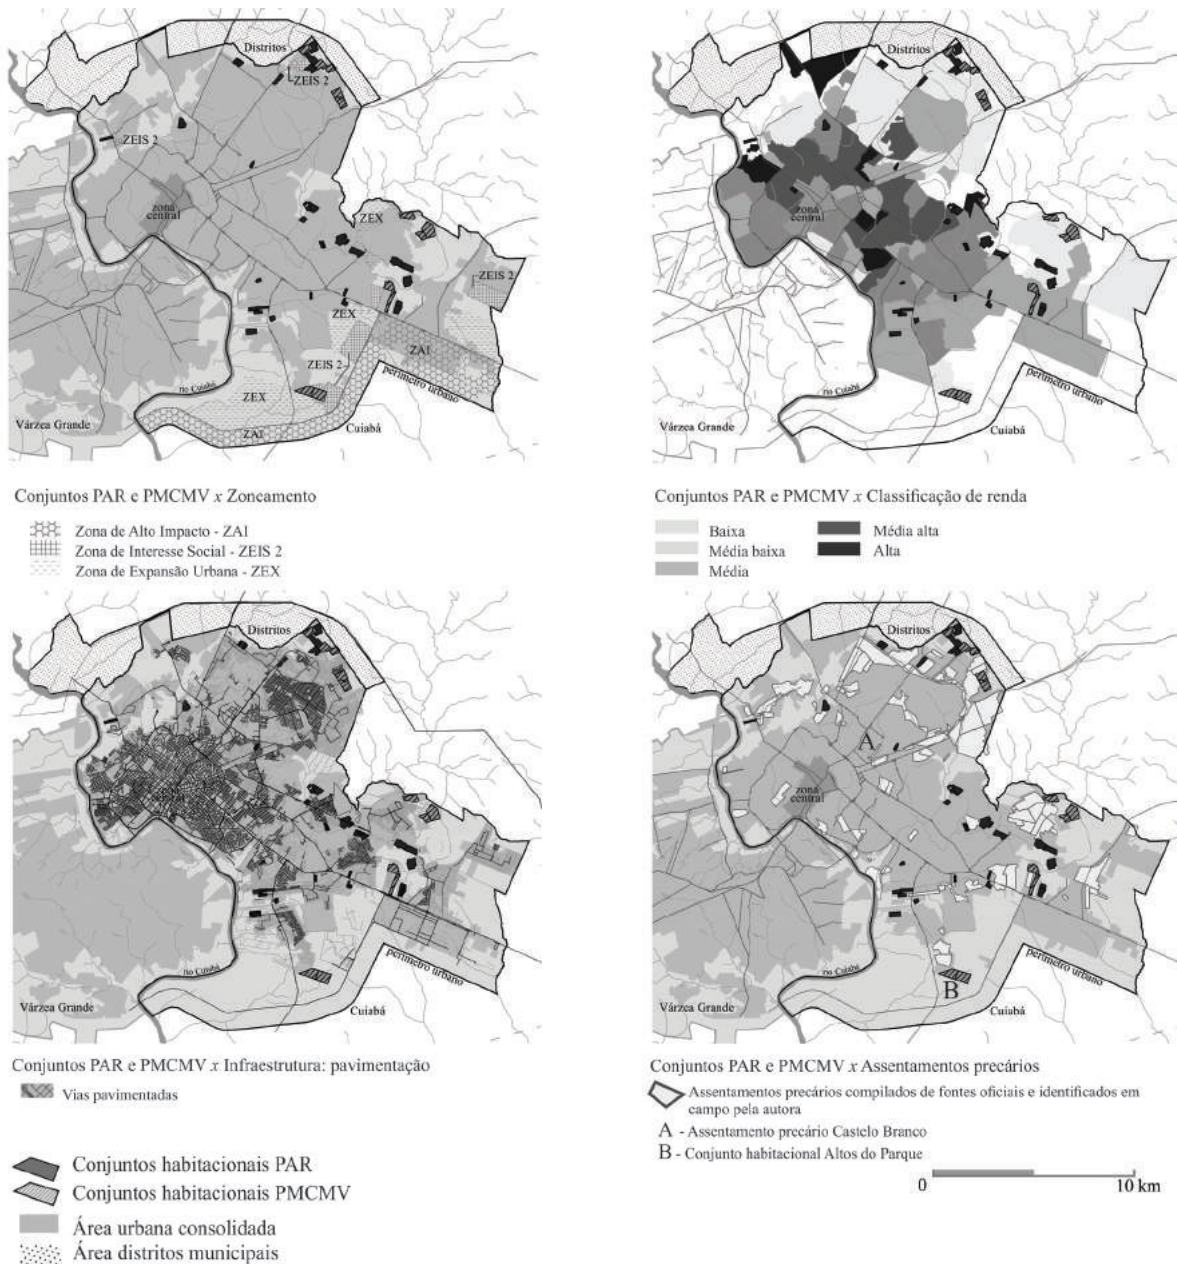 Distritos
ZEIS 2
ZEIS 2
zona
central
ZEX
ZEIS 2
ZEX
ZAI
ZEIS 2
ZEX
perímetro urbano
rio Cuiabá
Várzea Grande
ZAI
Cuiabá
Conjuntos PAR e PMCMV x Zoneamento
Zona de Alto Impacto - ZAI
Zona de Interesse Social - ZEIS 2
Zona de Expansão Urbana - ZEX
Distritos
zona
central
rio Cuiabá
perímetro urbano
Várzea Grande
Cuiabá
Conjuntos PAR e PMCMV x Classificação de renda
Baixa
Média baixa
Média
Média alta
Alta
Distritos
rio Cuiabá
perímetro urbano
Várzea Grande
Cuiabá
Conjuntos PAR e PMCMV x Infraestrutura: pavimentação
Vias pavimentadas
Distritos
A
zona
central
rio Cuiabá
perímetro urbano
B
Várzea Grande
Cuiabá
Conjuntos PAR e PMCMV x Assentamentos precários
Assentamentos precários compilados de fontes oficiais e identificados em
campo pela autora
A - Assentamento precário Castelo Branco
B - Conjunto habitacional Altos do Parque
0 10 km
Conjuntos habitacionais PAR
Conjuntos habitacionais PMCMV
Área urbana consolidada
Área distritos municipais